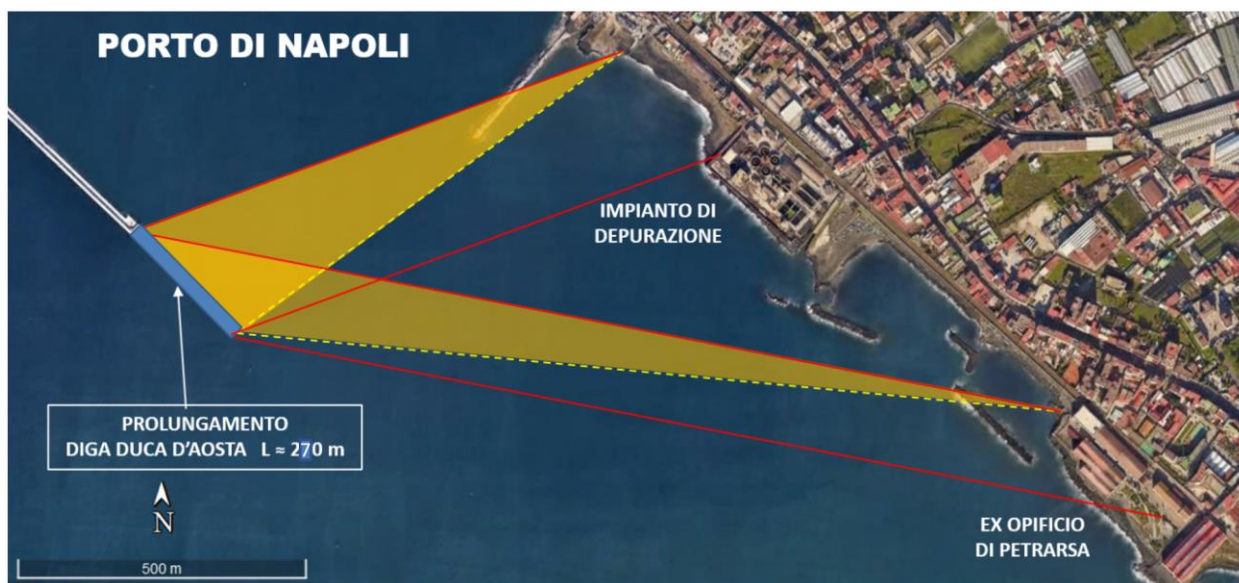 PORTO DI NAPOLI
IMPIANTO DI
DEPURAZIONE
PROLUNGAMENTO
DIGA DUCA D'AOSTA L ≈ 270 m
N
500 m
EX OPIFICIO
DI PETRARSA